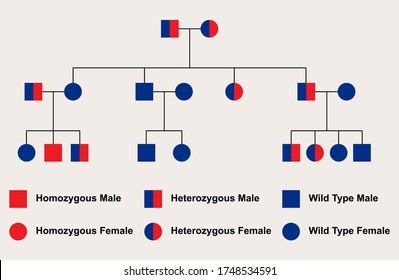 Homozygous Male Heterozygous Male Wild Type Male
Homozygous Female Heterozygous Female Wild Type Female
shutterstock.com · 1748534591